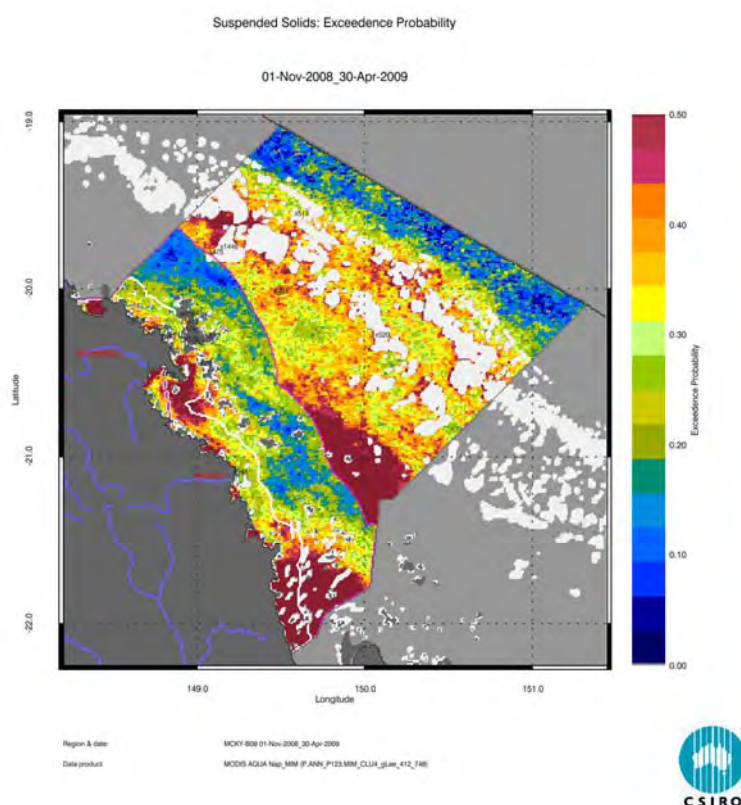 Suspended Solids: Exceedence Probability
01-Nov-2008_30-Apr-2009
-19.0
-20.0
-21.0
-22.0
Latitude
149.0
150.0
151.0
Longitude
0.50
0.40
0.30
0.20
0.10
0.00
Exceedence Probability
Region & date:
MCKY-B08 01-Nov-2008_30-Apr-2009
Data product
MODIS AQUA Nap_MIM
CSIRO